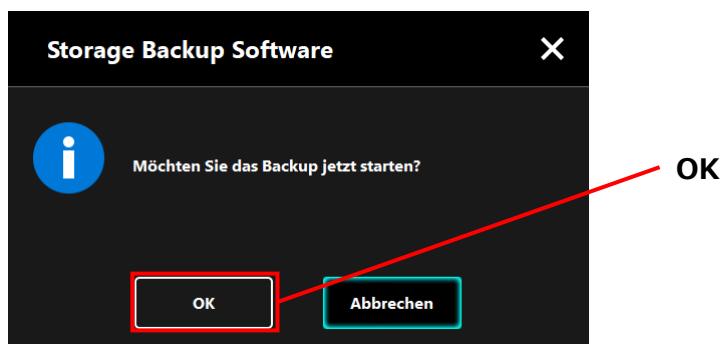 Storage Backup Software
Möchten Sie das Backup jetzt starten?
OK
OK
Abbrechen